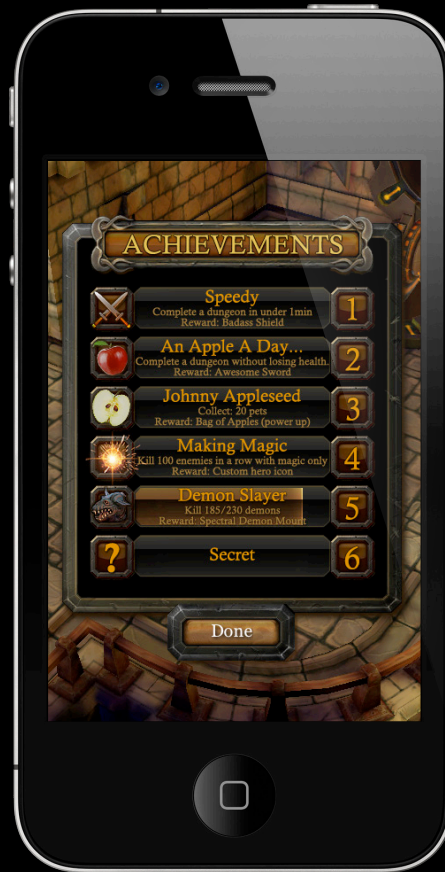 ACHIEVEMENTS
Speedy
Complete a dungeon in under 1min
Reward: Badass Shield
1
An Apple A Day...
Complete a dungeon without losing health.
Reward: Awesome Sword
2
Johnny Appleseed
Collect: 20 pets
Reward: Bag of Apples (power up)
3
Making Magic
Kill 100 enemies in a row with magic only
Reward: Custom hero icon
4
Demon Slayer
Kill 185/230 demons
Reward: Spectral Demon Mount
5
?
Secret
6
Done